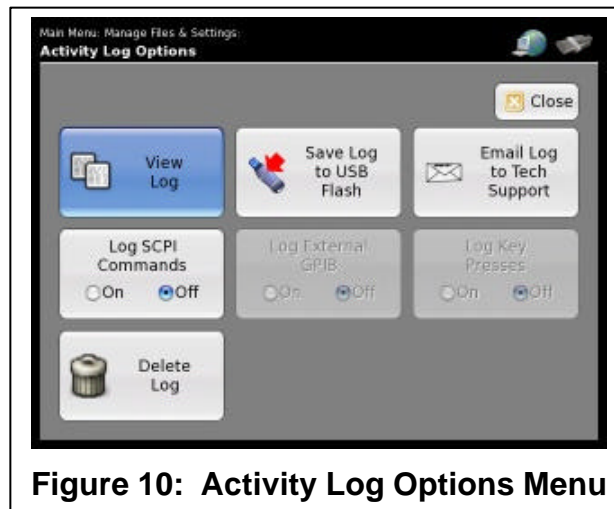 Main Menu: Manage Files & Settings:
Activity Log Options
Close
View
Log
Save Log
to USB
Flash
Email Log
to Tech
Support
Log SCPI
Commands
On Off
Log External
GPIB
On Off
Log Key
Presses
On Off
Delete
Log
Figure 10: Activity Log Options Menu